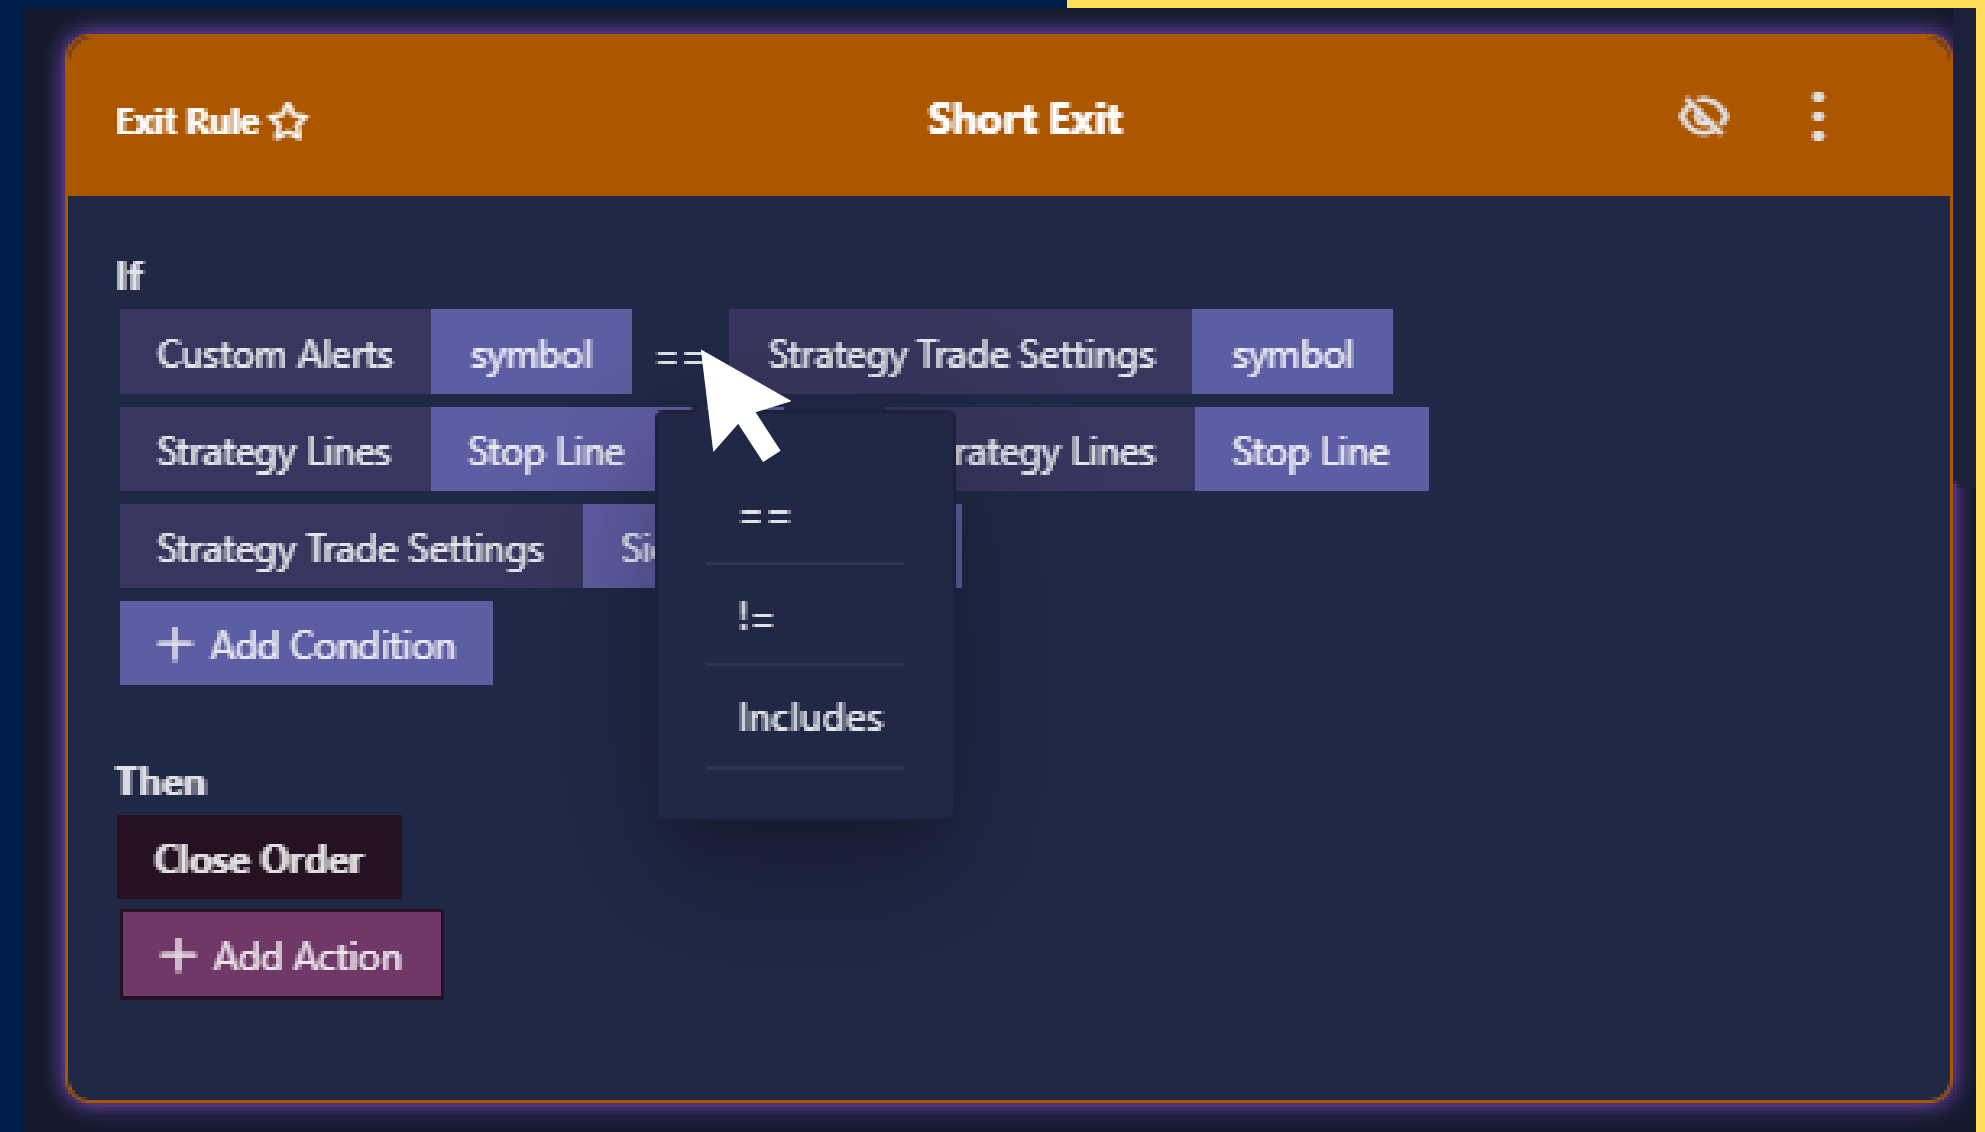 Exit Rule
Short Exit
If
Custom Alerts symbol == Strategy Trade Settings symbol
Strategy Lines Stop Line rategy Lines Stop Line
Strategy Trade Settings
==
!=
Includes
+ Add Condition
Then
Close Order
+ Add Action